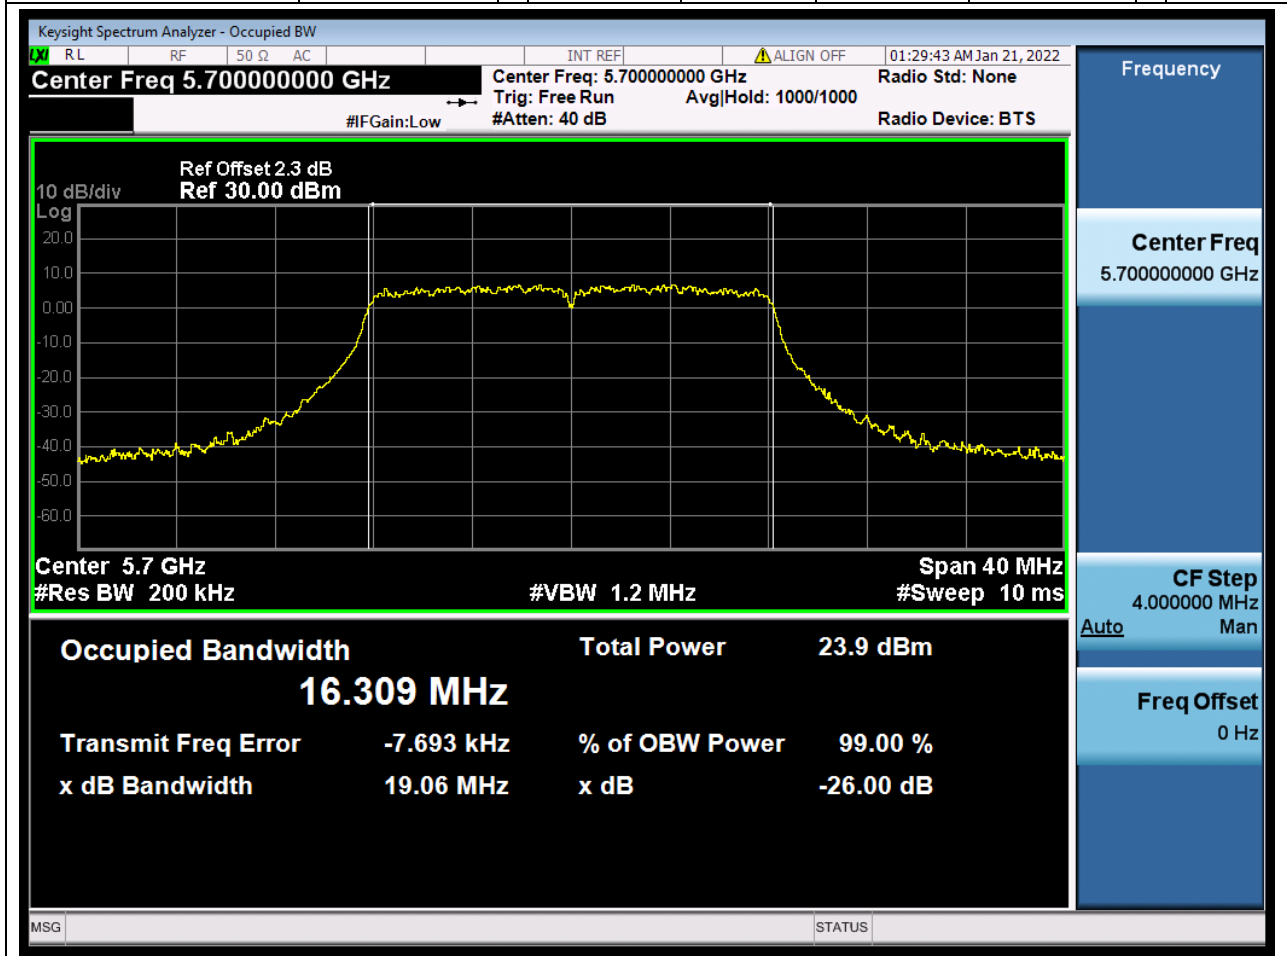 Keysight Spectrum Analyzer - Occupied BW
LXI RL RF 50 Ω AC INT REF ALIGN OFF 01:29:43 AM Jan 21, 2022
Center Freq 5.700000000 GHz
Center Freq: 5.700000000 GHz
Radio Std: None
Trig: Free Run Avg|Hold: 1000/1000
#IFGain:Low
#Atten: 40 dB
Radio Device: BTS
Ref Offset 2.3 dB
10 dB/div Ref 30.00 dBm
Log
20.0
10.0
0.00
-10.0
-20.0
-30.0
-40.0
-50.0
-60.0
Center 5.7 GHz Span 40 MHz
#Res BW 200 kHz #VBW 1.2 MHz #Sweep 10 ms
Occupied Bandwidth Total Power 23.9 dBm
16.309 MHz
Transmit Freq Error -7.693 kHz % of OBW Power 99.00 %
x dB Bandwidth 19.06 MHz x dB -26.00 dB
MSG STATUS
Frequency
Center Freq
5.700000000 GHz
CF Step
4.000000 MHz
Auto Man
Freq Offset
0 Hz